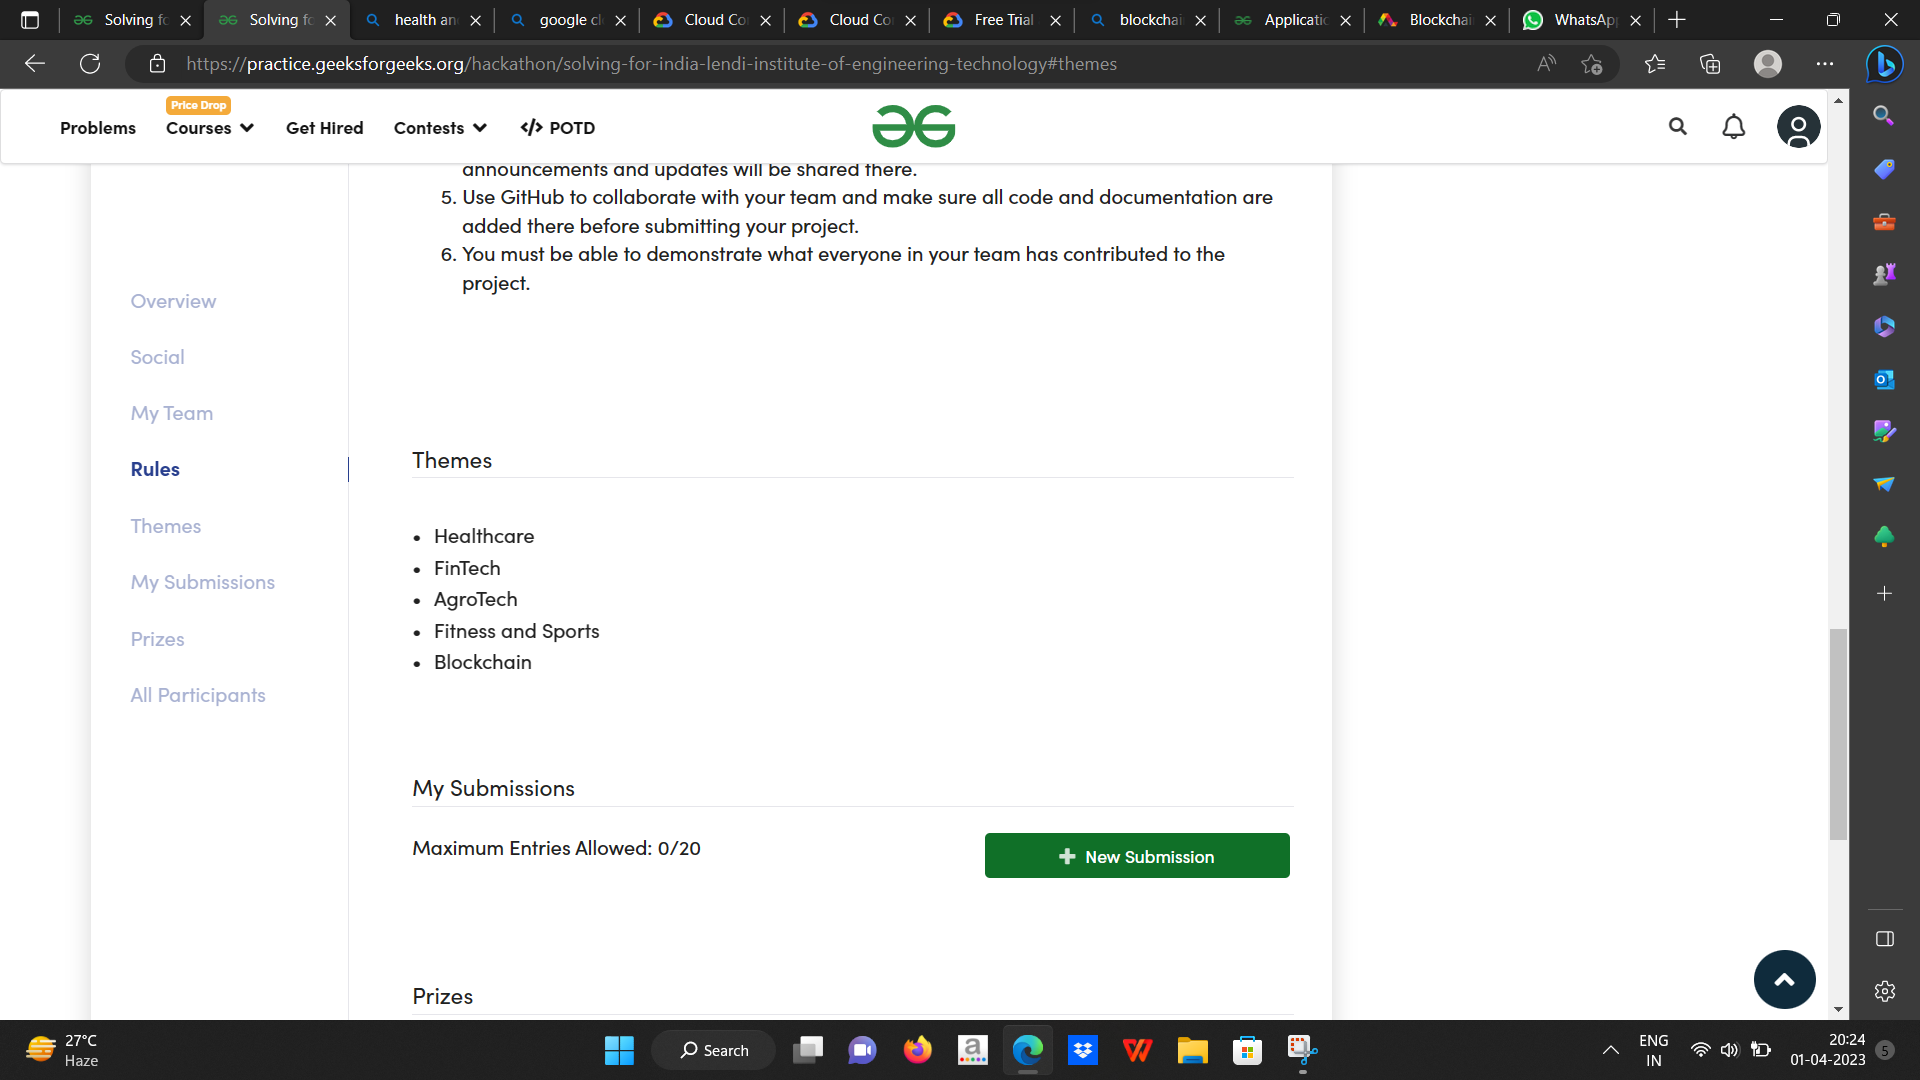 Solving fo
Solving fo
health an
google cl
Cloud Co
Cloud Co
Free Trial
blockchai
Applicatio
Blockchai
WhatsApp
https://practice.geeksforgeeks.org/hackathon/solving-for-india-lendi-institute-of-engineering-technology#themes
Price Drop
Problems
Courses
Get Hired
Contests
</> POTD
announcements and updates will be shared there.
5. Use GitHub to collaborate with your team and make sure all code and documentation are
added there before submitting your project.
6. You must be able to demonstrate what everyone in your team has contributed to the
project.
Overview
Social
My Team
Rules
Themes
My Submissions
Prizes
All Participants
Themes
• Healthcare
• FinTech
• AgroTech
• Fitness and Sports
• Blockchain
My Submissions
Maximum Entries Allowed: 0/20
New Submission
Prizes
27°C
Haze
Search
ENG
IN
20:24
01-04-2023
5